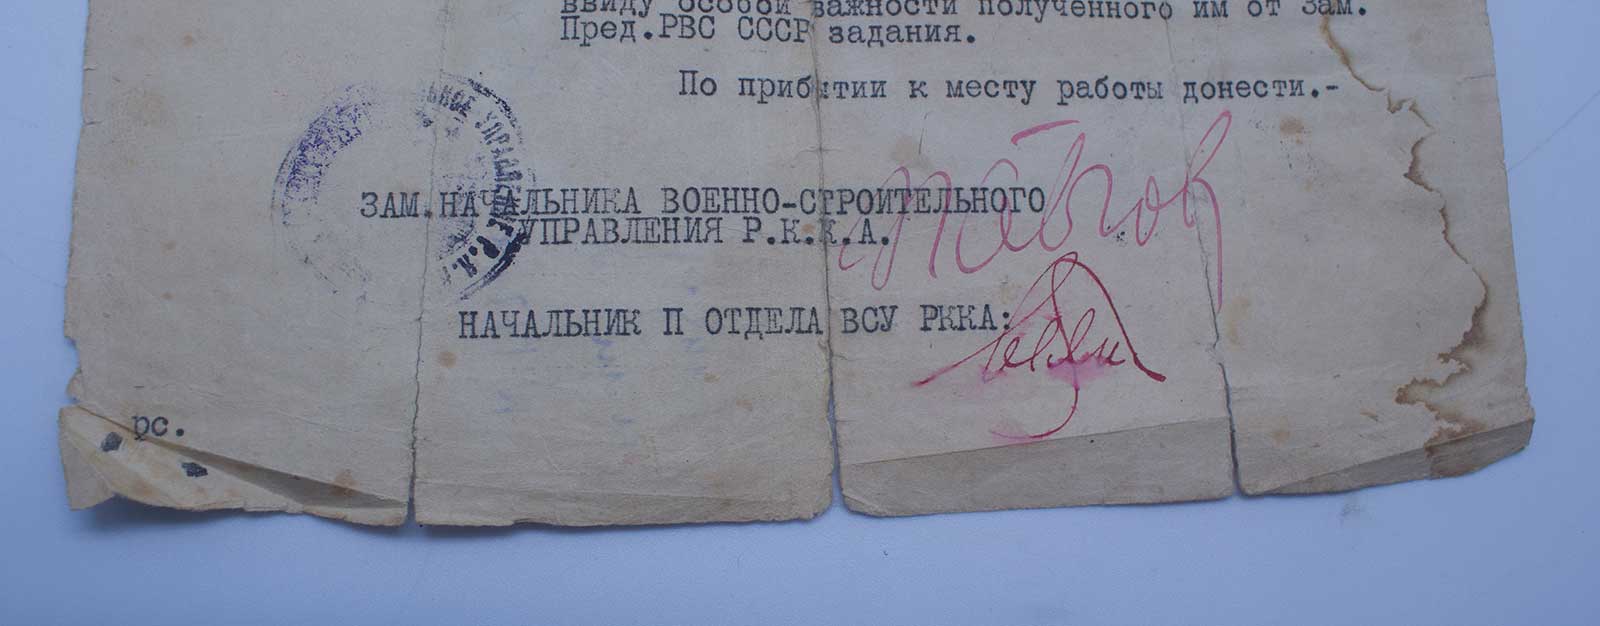 ввиду особой важности полученного им от Зам.
Пред.РВС СССР задания.
По прибытии к месту работы донести.-
ЗАМ.НАЧАЛЬНИКА ВОЕННО-СТРОИТЕЛЬНОГО
УПРАВЛЕНИЯ Р.К.К.А.
НАЧАЛЬНИК П ОТДЕЛА ВСУ РККА:
рс.